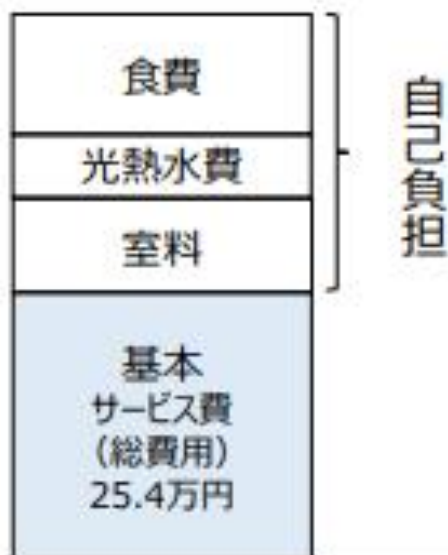 食費
光熱水費
室料
基本
サービス費
（総費用）
25.4万円
自己負担